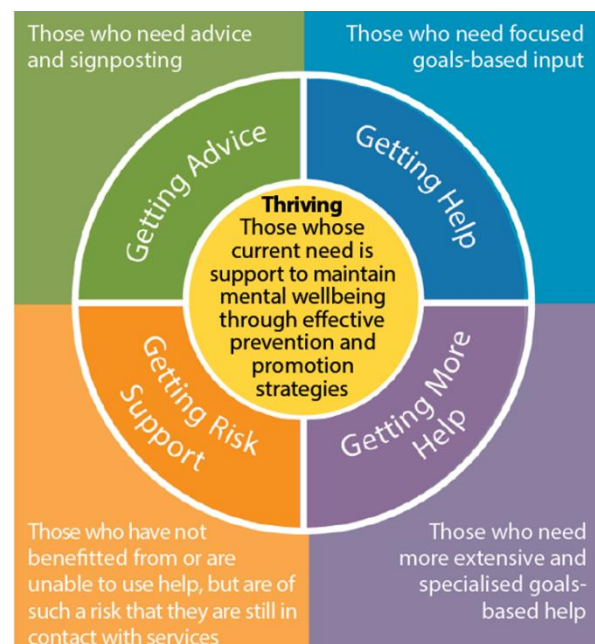 Those who need advice
and signposting
Those who need focused
goals-based input
Getting Advice
Getting Help
Thriving
Those whose
current need is
support to maintain
mental wellbeing
through effective
prevention and
promotion
strategies
Getting Risk
Support
Getting More
Help
Those who have not
benefitted from or are
unable to use help, but are of
such a risk that they are still in
contact with services
Those who need
more extensive and
specialised goals-
based help